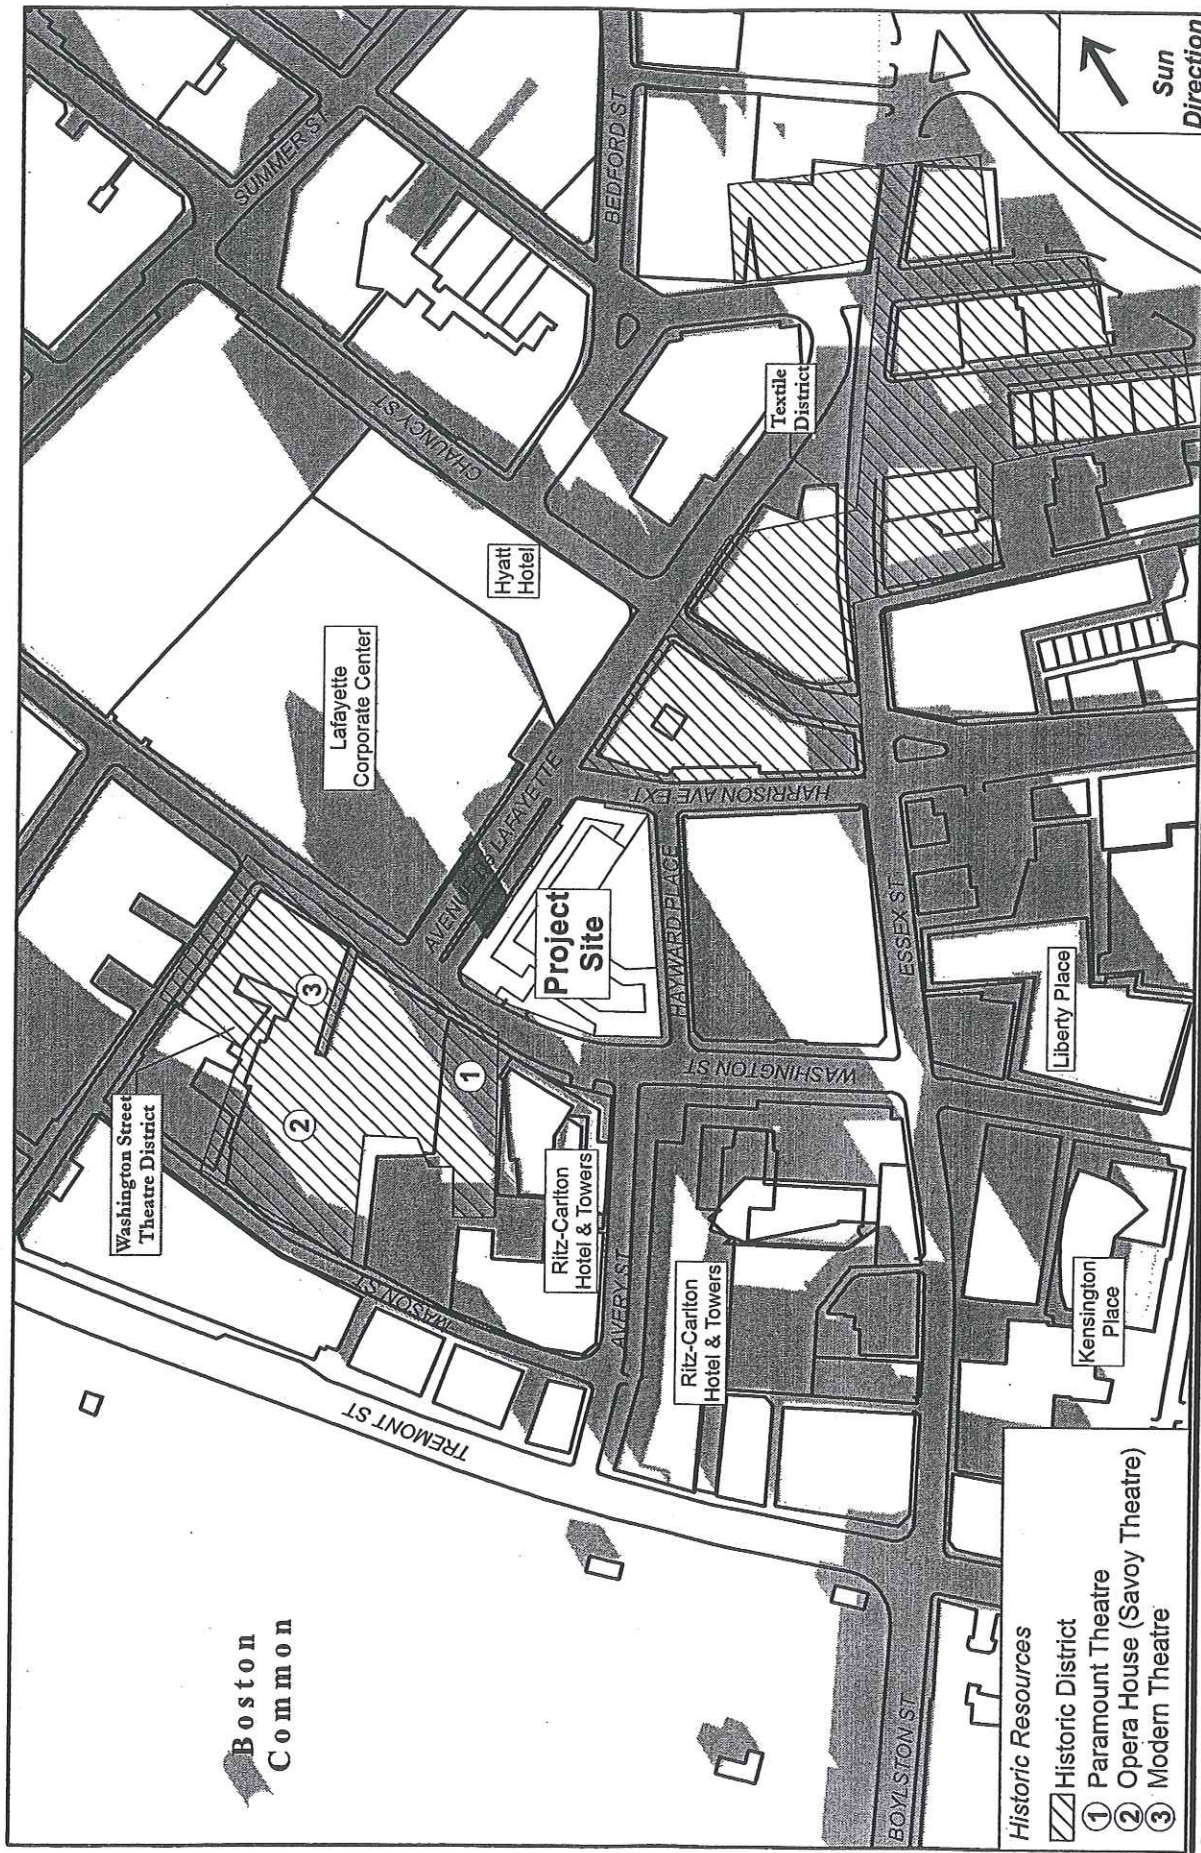 Boston
Common
TREMONT ST
MASON ST
Washington Street
Theatre District
2
3
1
Ritz-Carlton
Hotel & Towers
AVERY ST
Ritz-Carlton
Hotel & Towers
WASHINGTON ST
Lafayette
Corporate Center
Hyatt
Hotel
LAFAYETTE
Project
Site
HAYWARD PLACE
HARRISON AVE EXT
CHAUNCY ST
SUMMER ST
BEDFORD ST
Textile
District
ESSEX ST
Liberty Place
Kensington
Place
BOYLSTON ST
Sun
Direction
Historic Resources
Historic District
1 Paramount Theatre
2 Opera House (Savoy Theatre)
3 Modern Theatre